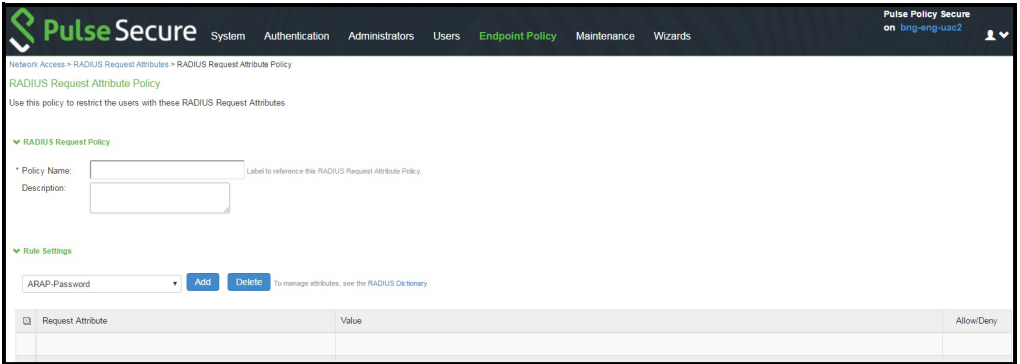 Pulse Policy Secure
on bng-eng-uac2
Pulse Secure System Authentication Administrators Users Endpoint Policy Maintenance Wizards
Network Access > RADIUS Request Attributes > RADIUS Request Attribute Policy
RADIUS Request Attribute Policy
Use this policy to restrict the users with these RADIUS Request Attributes
RADIUS Request Policy
* Policy Name: Label to reference this RADIUS Request Attribute Policy.
Description:
Rule Settings
ARAP-Password Add Delete To manage attributes, see the RADIUS Dictionary
Request Attribute Value Allow/Deny